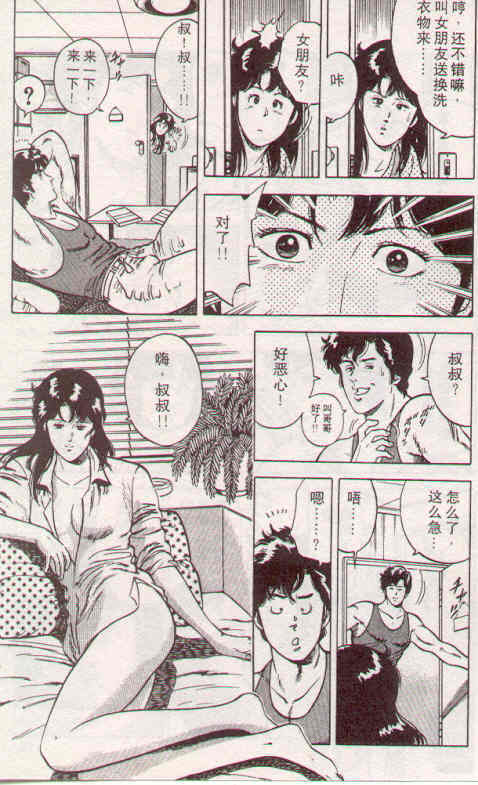 哼，还不错嘛，
叫女朋友送换洗
衣物来……
咔
女朋友？
叔！叔……!!
来一下，
来一下！
？
对了!!
叔叔？
叫哥哥
好了!!
好恶心！
嗨，叔叔!!
怎么了，
这么急…
唔……
嗯……？